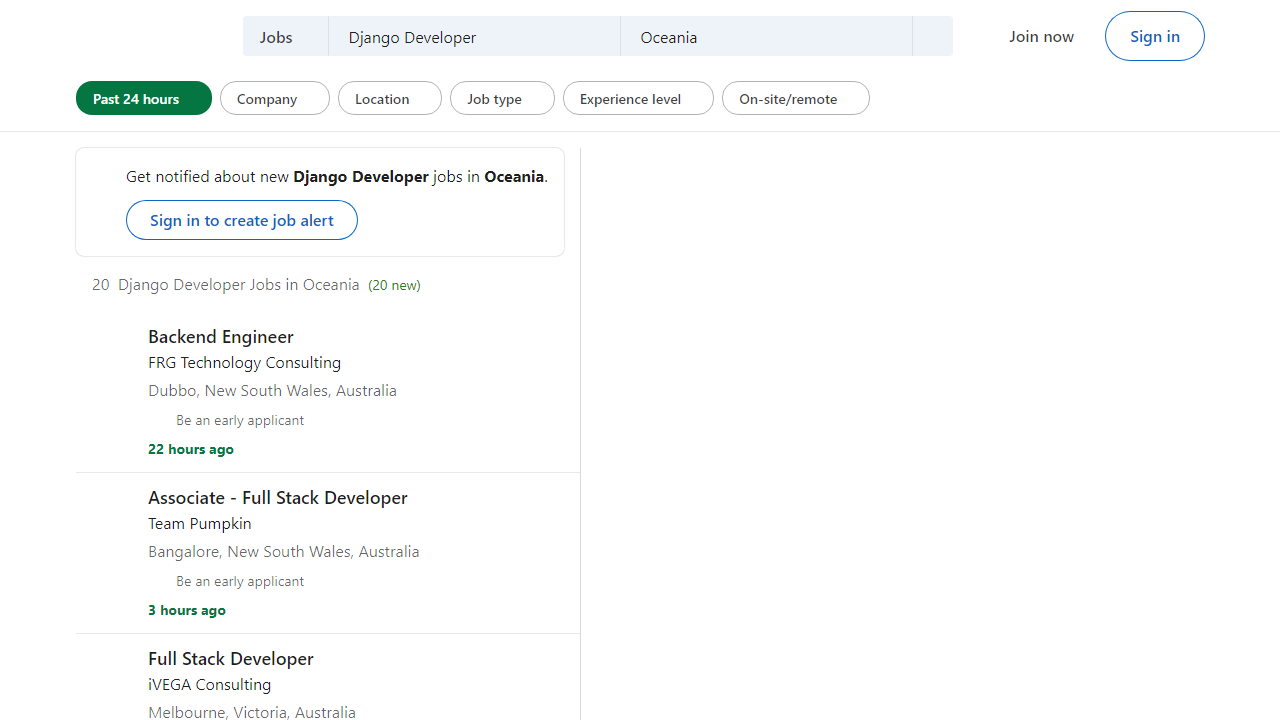 Jobs Django Developer Oceania Join now Sign in
Past 24 hours Company Location Job type Experience level On-site/remote
Get notified about new Django Developer jobs in Oceania.
Sign in to create job alert
20 Django Developer Jobs in Oceania (20 new)
Backend Engineer
FRG Technology Consulting
Dubbo, New South Wales, Australia
Be an early applicant
22 hours ago
Associate - Full Stack Developer
Team Pumpkin
Bangalore, New South Wales, Australia
Be an early applicant
3 hours ago
Full Stack Developer
iVEGA Consulting
Melbourne, Victoria, Australia